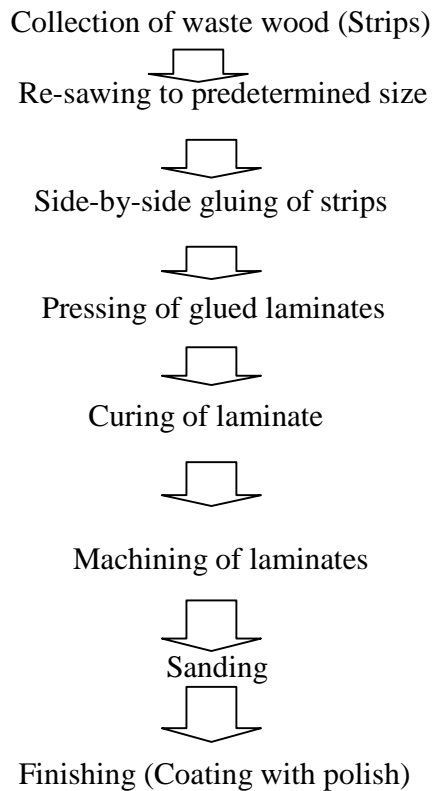 Collection of waste wood (Strips)
Re-sawing to predetermined size
Side-by-side gluing of strips
Pressing of glued laminates
Curing of laminate
Machining of laminates
Sanding
Finishing (Coating with polish)